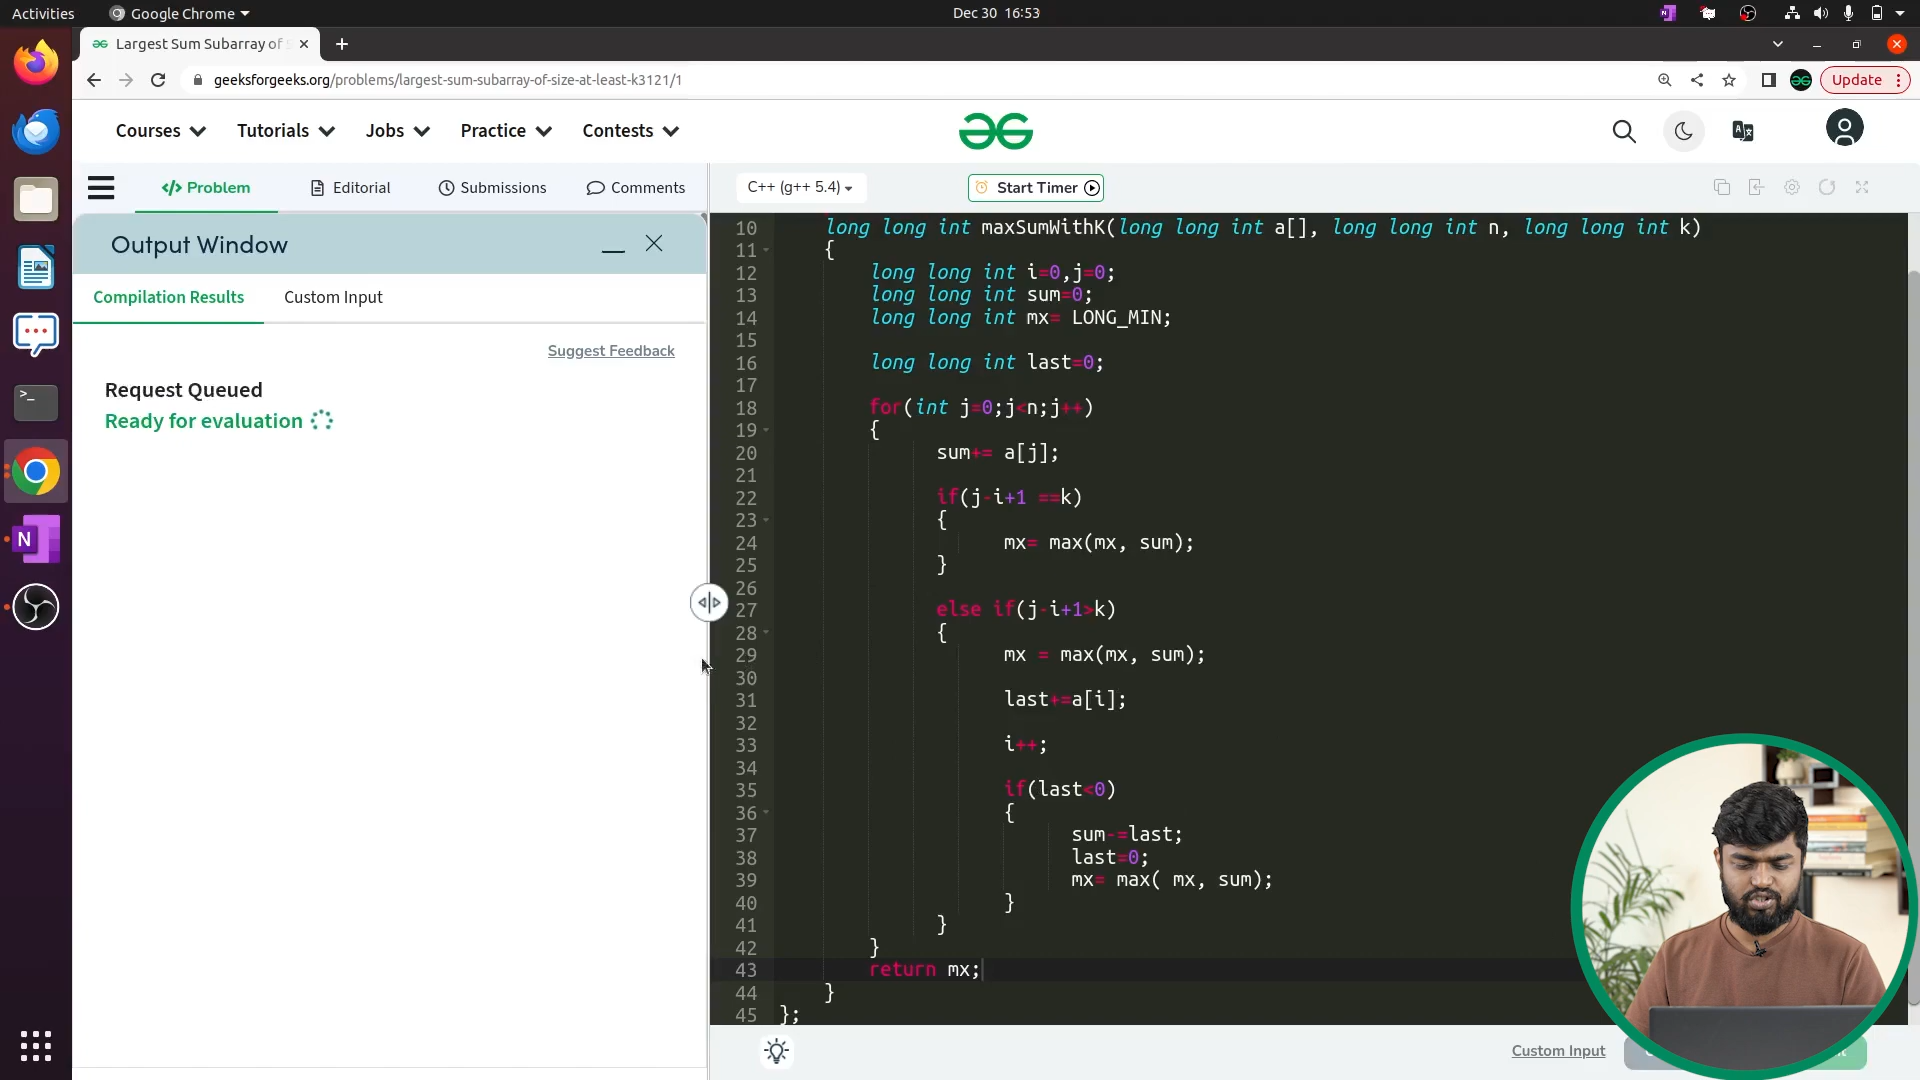 Activities
Google Chrome
Dec 30 16:53
Largest Sum Subarray of
geeksforgeeks.org/problems/largest-sum-subarray-of-size-at-least-k3121/1
Update
Courses
Tutorials
Jobs
Practice
Contests
Problem
Editorial
Submissions
Comments
C++ (g++ 5.4)
Start Timer
Output Window
Compilation Results
Custom Input
Suggest Feedback
Request Queued
Ready for evaluation
10 long long int maxSumWithK(long long int a[], long long int n, long long int k)
11 {
12 long long int i=0,j=0;
13 long long int sum=0;
14 long long int mx= LONG_MIN;
15
16 long long int last=0;
17
18 for(int j=0;j<n;j++)
19 {
20 sum+= a[j];
21
22 if(j-i+1 ==k)
23 {
24 mx= max(mx, sum);
25 }
26
27 else if(j-i+1>k)
28 {
29 mx = max(mx, sum);
30
31 last+=a[i];
32
33 i++;
34
35 if(last<0)
36 {
37 sum-=last;
38 last=0;
39 mx= max( mx, sum);
40 }
41 }
42 }
43 return mx;
44 }
45 };
Custom Input